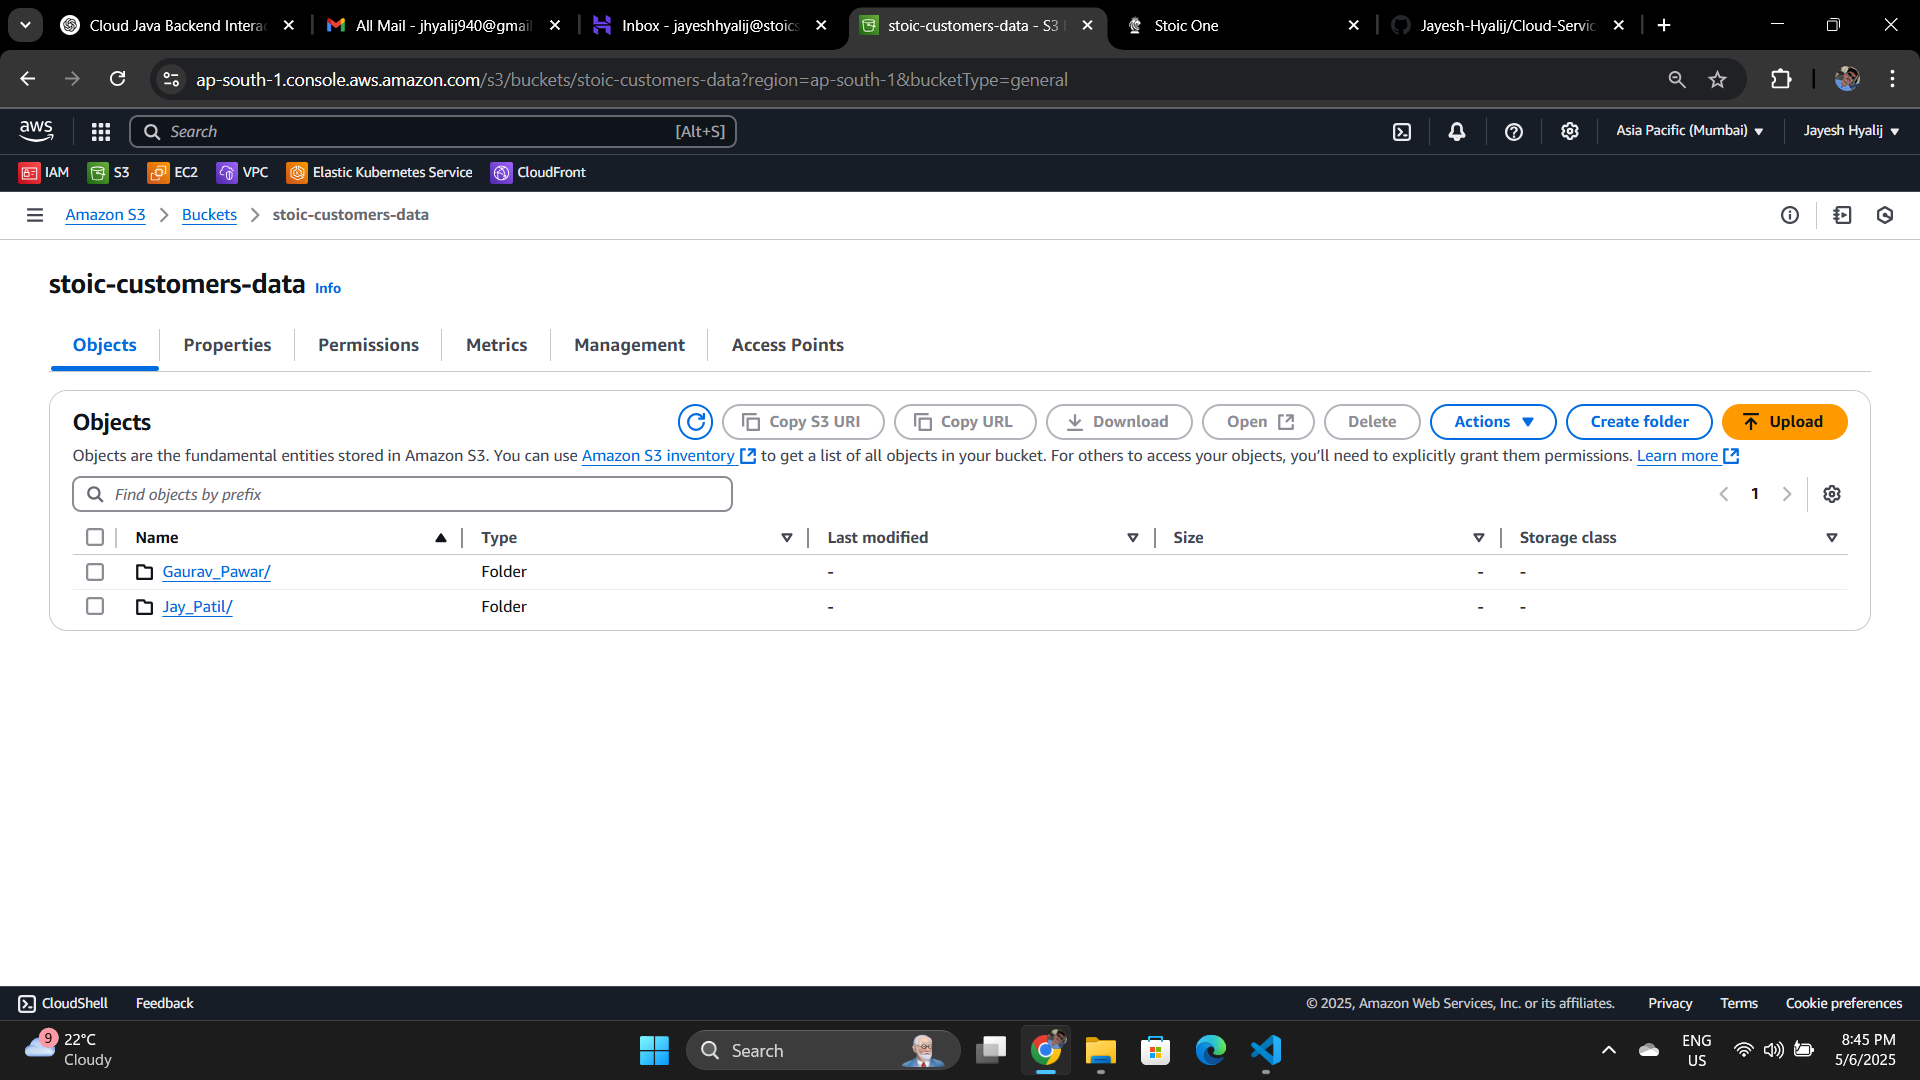 Cloud Java Backend Interac
All Mail - jhyalij940@gmail
Inbox - jayeshhyalij@stoics
stoic-customers-data - S3
Stoic One
Jayesh-Hyalij/Cloud-Servic
ap-south-1.console.aws.amazon.com/s3/buckets/stoic-customers-data?region=ap-south-1&bucketType=general
aws
Search [Alt+S]
Asia Pacific (Mumbai)
Jayesh Hyalij
IAM S3 EC2 VPC Elastic Kubernetes Service CloudFront
Amazon S3 Buckets stoic-customers-data
stoic-customers-data Info
Objects Properties Permissions Metrics Management Access Points
Objects
Copy S3 URI Copy URL Download Open Delete Actions Create folder Upload
Objects are the fundamental entities stored in Amazon S3. You can use Amazon S3 inventory to get a list of all objects in your bucket. For others to access your objects, you’ll need to explicitly grant them permissions. Learn more
Find objects by prefix
1
Name Type Last modified Size Storage class
Gaurav_Pawar/ Folder - - -
Jay_Patil/ Folder - - -
CloudShell Feedback
© 2025, Amazon Web Services, Inc. or its affiliates. Privacy Terms Cookie preferences
9
22°C
Cloudy
Search
ENG
US
8:45 PM
5/6/2025